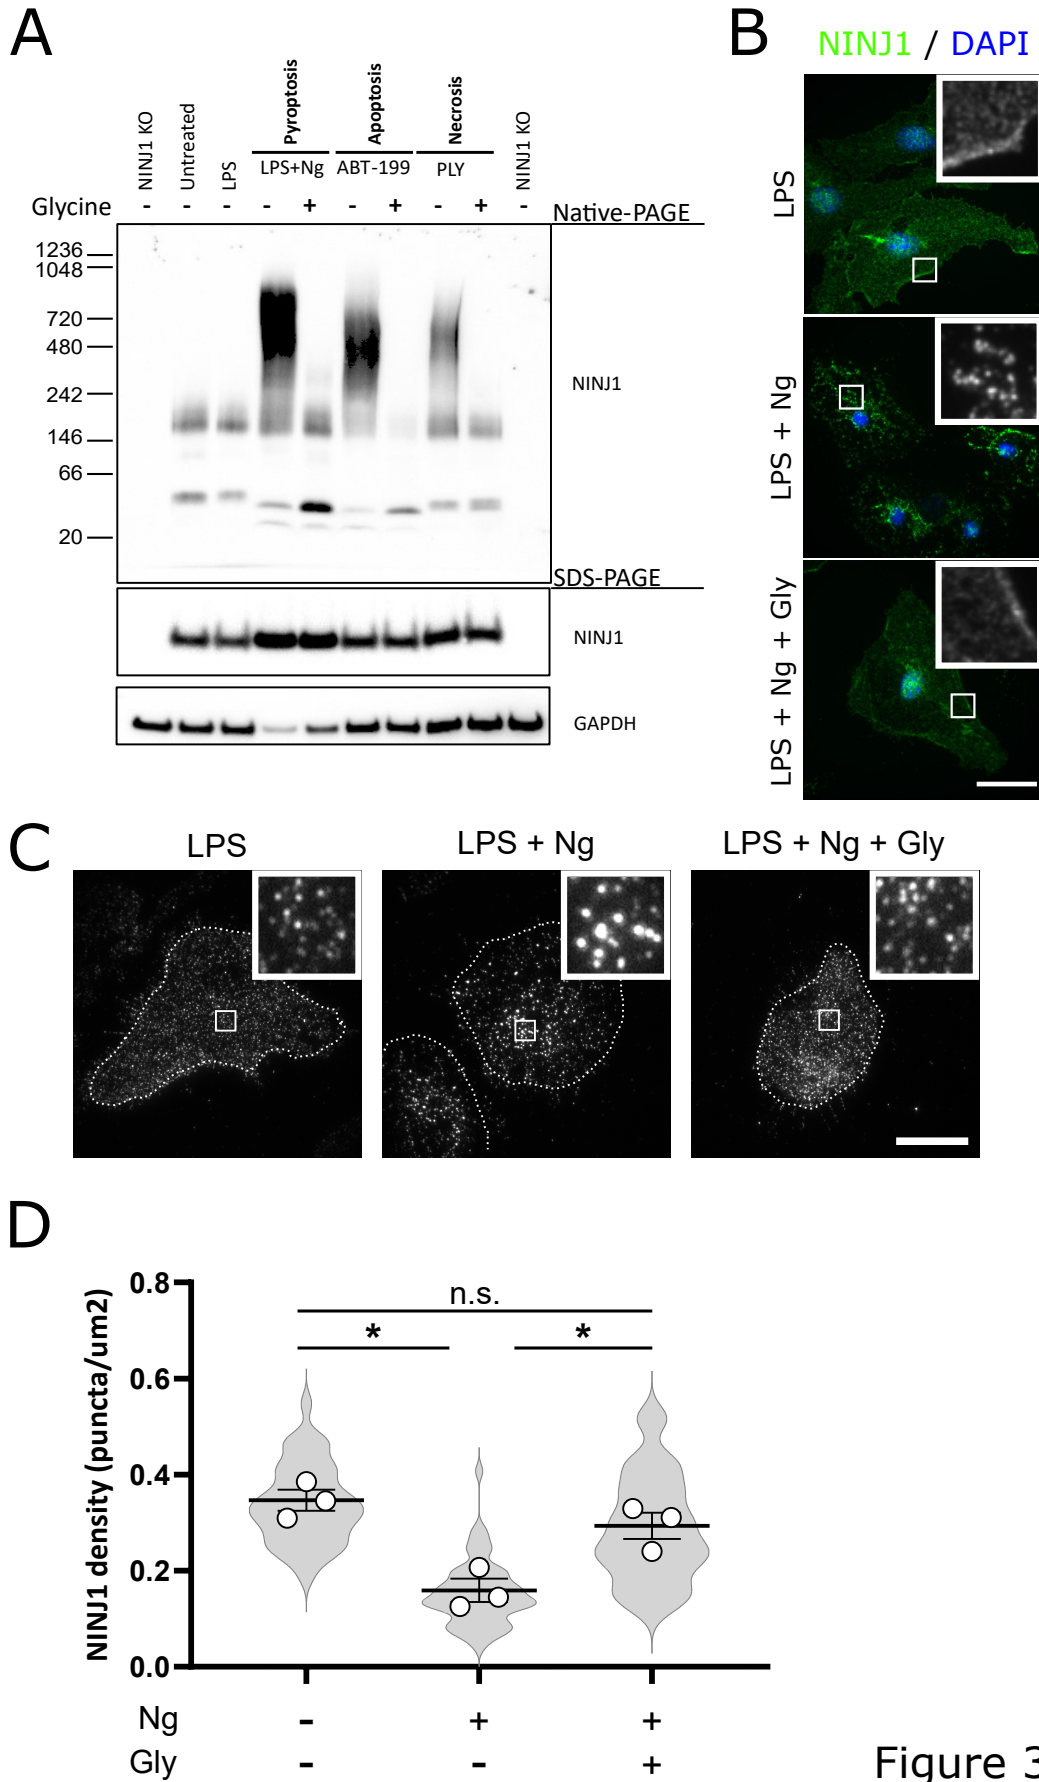 A
NINJ1 KO
Untreated
LPS
Pyroptosis
LPS+Ng
Apoptosis
ABT-199
Necrosis
PLY
NINJ1 KO
Glycine - - - - + - + - + -
Native-PAGE
1236
1048
720
480
242
146
66
20
NINJ1
SDS-PAGE
NINJ1
GAPDH
B
NINJ1 / DAPI
LPS
LPS + Ng
LPS + Ng + Gly
C
LPS
LPS + Ng
LPS + Ng + Gly
D
NINJ1 density (puncta/um2)
0.8
0.6
0.4
0.2
0.0
n.s.
* *
Ng - + +
Gly - - +
Figure 3